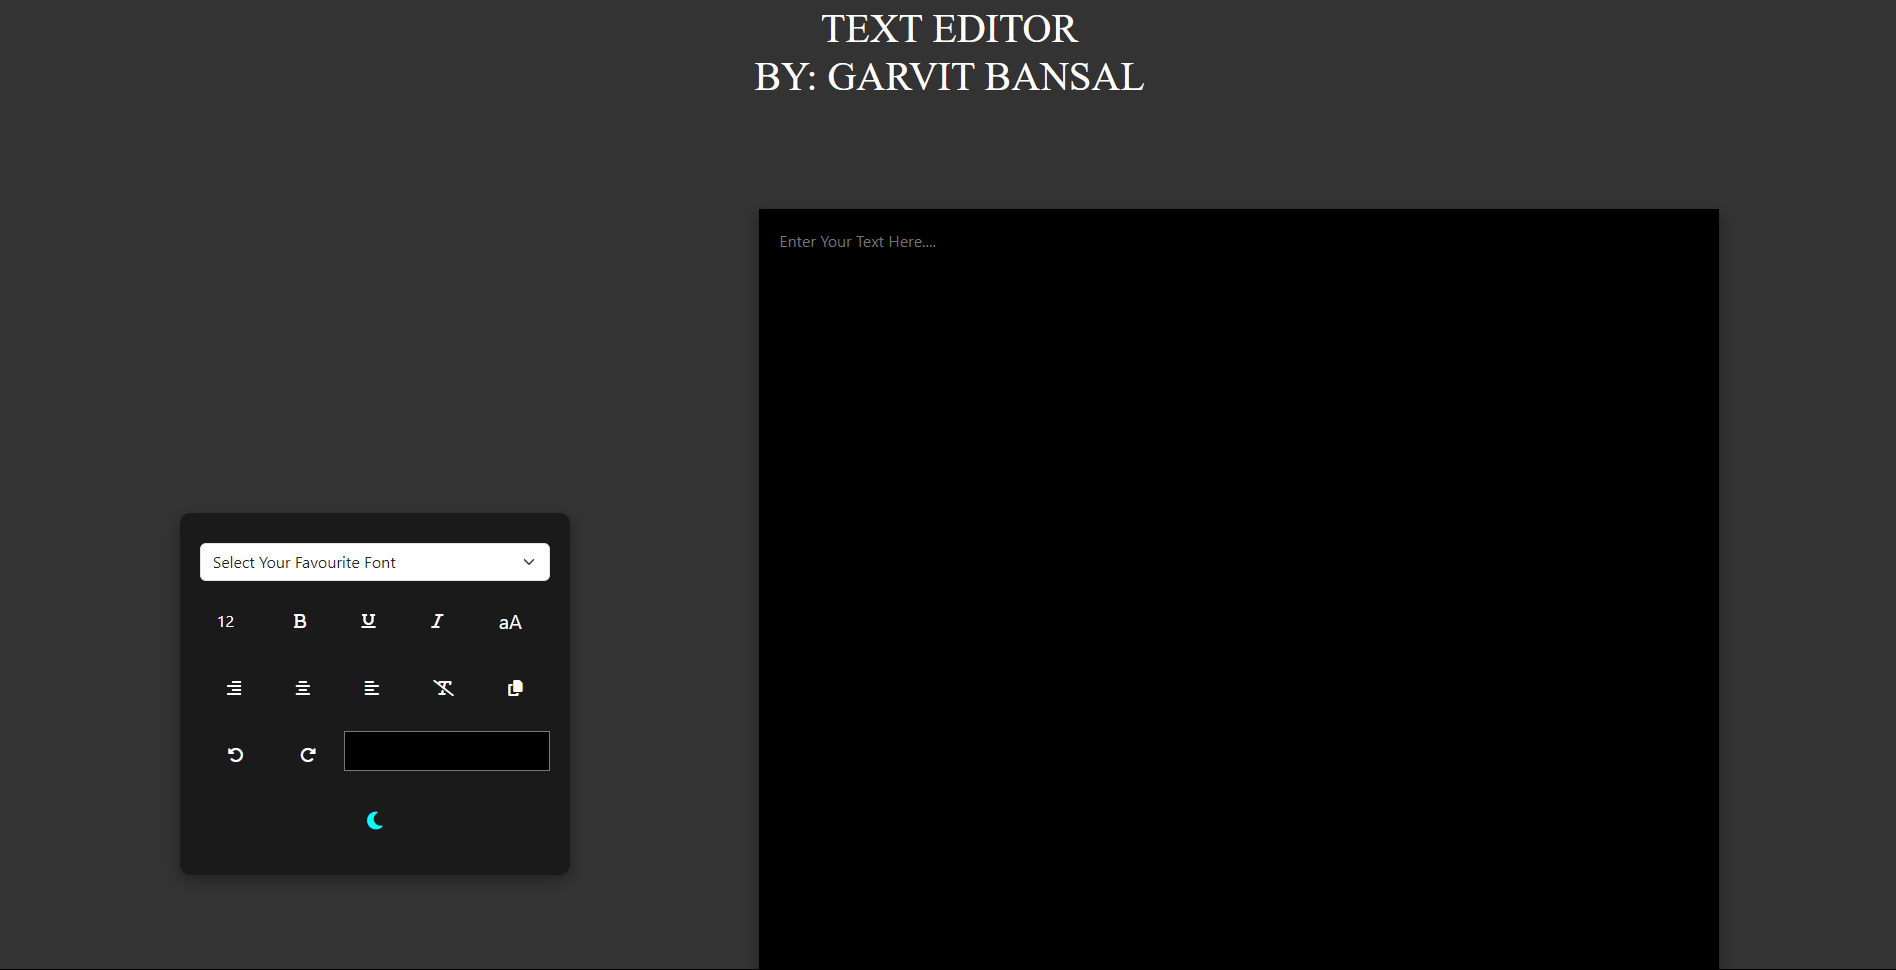 TEXT EDITOR
BY: GARVIT BANSAL
Enter Your Text Here....
Select Your Favourite Font
12 B U I aA